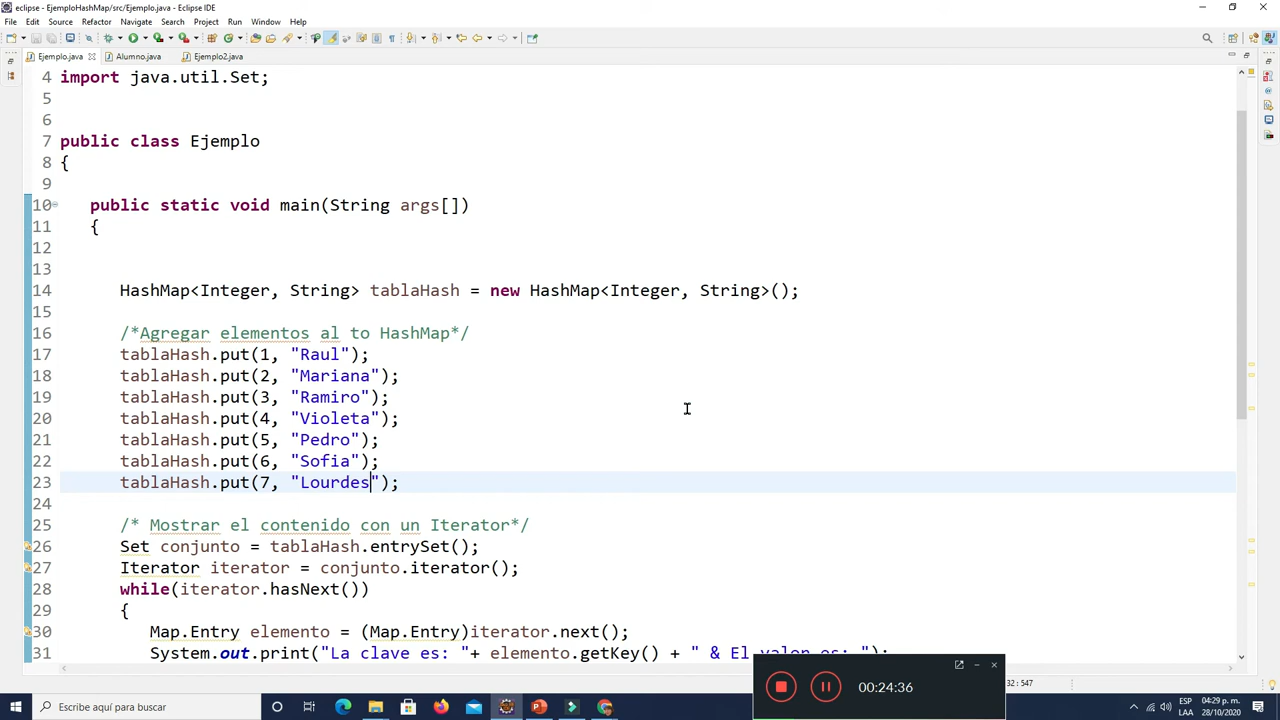 eclipse - EjemploHashMap/src/Ejemplo.java - Eclipse IDE
File Edit Source Refactor Navigate Search Project Run Window Help
Ejemplo.java Alumno.java Ejemplo2.java
4 import java.util.Set;
5
6
7 public class Ejemplo
8 {
9
10 public static void main(String args[])
11 {
12
13
14 HashMap<Integer, String> tablaHash = new HashMap<Integer, String>();
15
16 /*Agregar elementos al to HashMap*/
17 tablaHash.put(1, "Raul");
18 tablaHash.put(2, "Mariana");
19 tablaHash.put(3, "Ramiro");
20 tablaHash.put(4, "Violeta");
21 tablaHash.put(5, "Pedro");
22 tablaHash.put(6, "Sofia");
23 tablaHash.put(7, "Lourdes");
24
25 /* Mostrar el contenido con un Iterator*/
26 Set conjunto = tablaHash.entrySet();
27 Iterator iterator = conjunto.iterator();
28 while(iterator.hasNext())
29 {
30 Map.Entry elemento = (Map.Entry)iterator.next();
31 System.out.print("La clave es: "+ elemento.getKey() + " & El valor es: ");
00:24:36
32 : 547
Escribe aquí para buscar
ESP 04:29 p. m.
LAA 28/10/2020